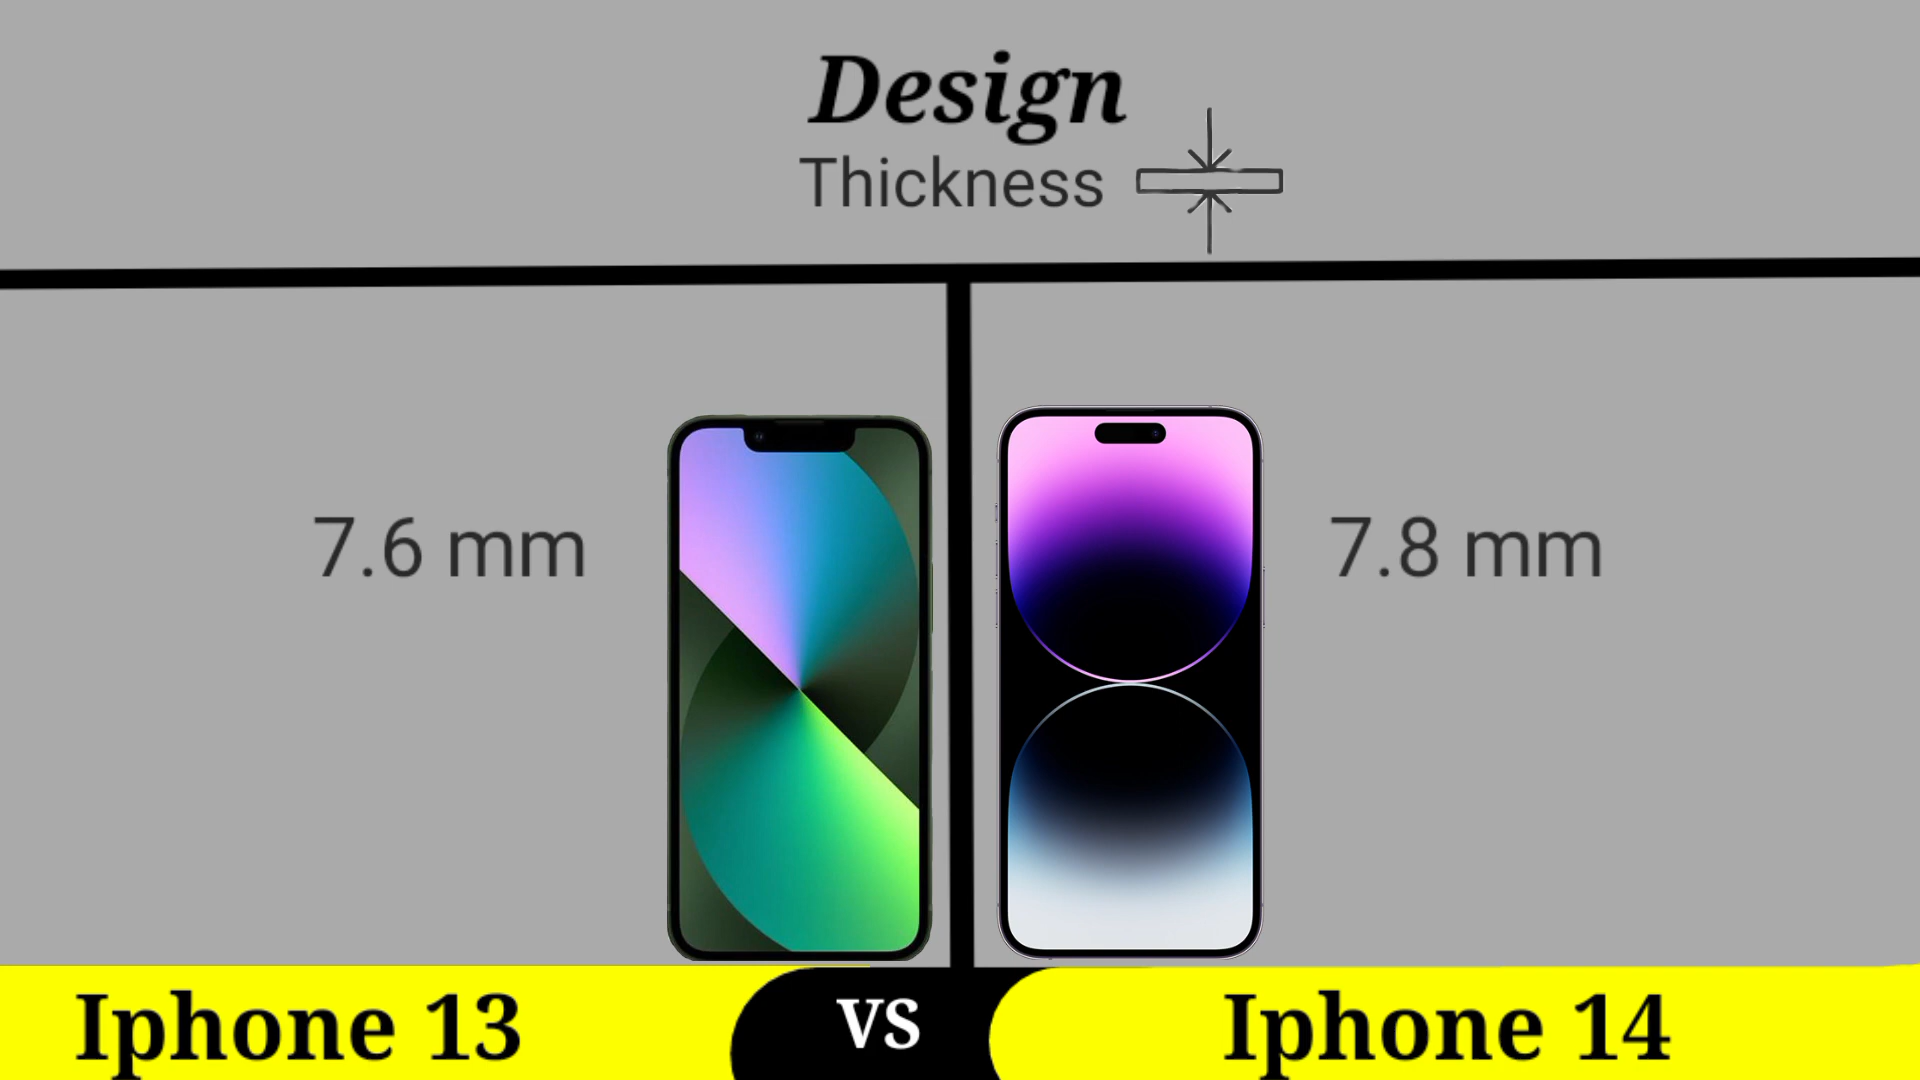 Design
Thickness
7.6 mm
7.8 mm
Iphone 13
VS
Iphone 14